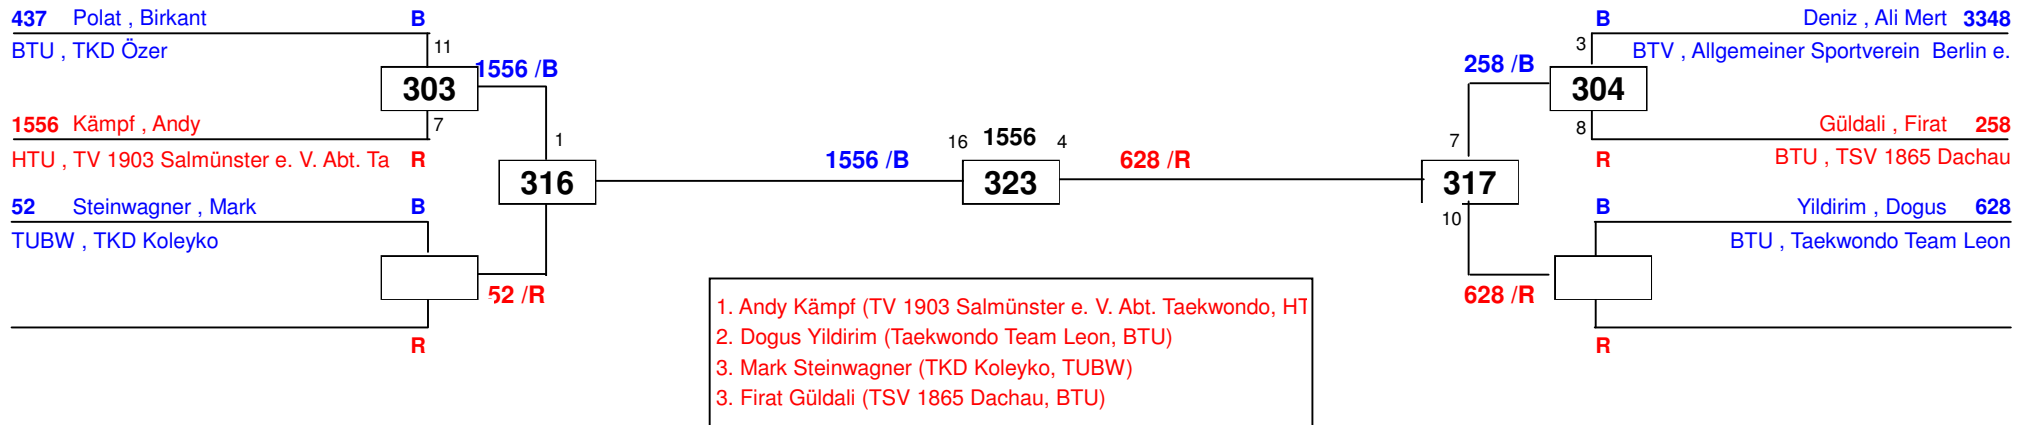 437 Polat , Birkant B
BTU , TKD Özer
11
303
1556 /B
7
1556 Kämpf , Andy
HTU , TV 1903 Salmünster e. V. Abt. Ta R
52 Steinwagner , Mark B
TUBW , TKD Koleyko
52 /R
R
1
316
1556 /B
16 1556 4
323
628 /R
B Deniz , Ali Mert 3348
BTV , Allgemeiner Sportverein Berlin e.
3
258 /B
304
8
Güldali , Firat 258
R BTU , TSV 1865 Dachau
7
317
10
B Yildirim , Dogus 628
BTU , Taekwondo Team Leon
628 /R
R
1. Andy Kämpf (TV 1903 Salmünster e. V. Abt. Taekwondo, HT
2. Dogus Yildirim (Taekwondo Team Leon, BTU)
3. Mark Steinwagner (TKD Koleyko, TUBW)
3. Firat Güldali (TSV 1865 Dachau, BTU)